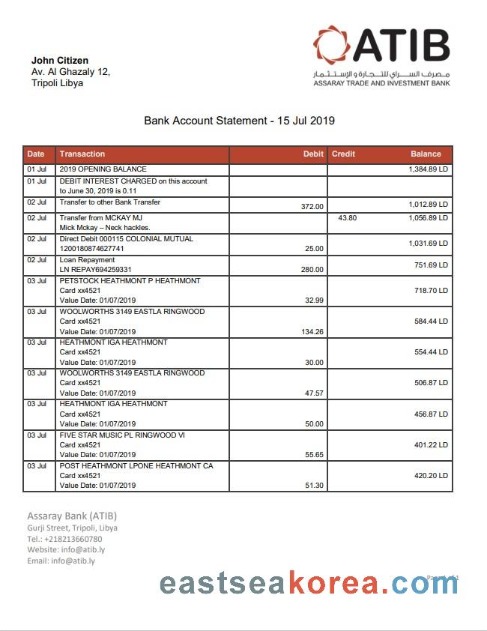 ATIB
مصرف السراي للتجارة و الإستثمار
ASSARAY TRADE AND INVESTMENT BANK
John Citizen
Av. Al Ghazaly 12,
Tripoli Libya
Bank Account Statement - 15 Jul 2019
Date Transaction Debit Credit Balance
01 Jul 2019 OPENING BALANCE 1,384.89 LD
01 Jul DEBIT INTEREST CHARGED on this account
to June 30, 2019 is 0.11
02 Jul Transfer to other Bank Transfer 372.00 1,012.89 LD
02 Jul Transfer from MCKAY MJ 43.80 1,056.89 LD
Mick Mckay – Neck hackles.
02 Jul Direct Debit 000115 COLONIAL MUTUAL 1,031.69 LD
1200180874627741 25.00
02 Jul Loan Repayment 751.69 LD
LN REPAY694259331 280.00
03 Jul PETSTOCK HEATHMONT P HEATHMONT
Card xx4521 718.70 LD
Value Date: 01/07/2019 32.99
03 Jul WOOLWORTHS 3149 EASTLA RINGWOOD
Card xx4521 584.44 LD
Value Date: 01/07/2019 134.26
03 Jul HEATHMONT IGA HEATHMONT
Card xx4521 554.44 LD
Value Date: 01/07/2019 30.00
03 Jul WOOLWORTHS 3149 EASTLA RINGWOOD
Card xx4521 506.87 LD
Value Date: 01/07/2019 47.57
03 Jul HEATHMONT IGA HEATHMONT
Card xx4521 456.87 LD
Value Date: 01/07/2019 50.00
03 Jul FIVE STAR MUSIC PL RINGWOOD VI
Card xx4521 401.22 LD
Value Date: 01/07/2019 55.65
03 Jul POST HEATHMONT LPONE HEATHMONT CA
Card xx4521 420.20 LD
Value Date: 01/07/2019 51.30
Assaray Bank (ATIB)
Gurji Street, Tripoli, Libya
Tel.: +218213660780
Website: info@atib.ly
Email: info@atib.ly
eastseakorea.com